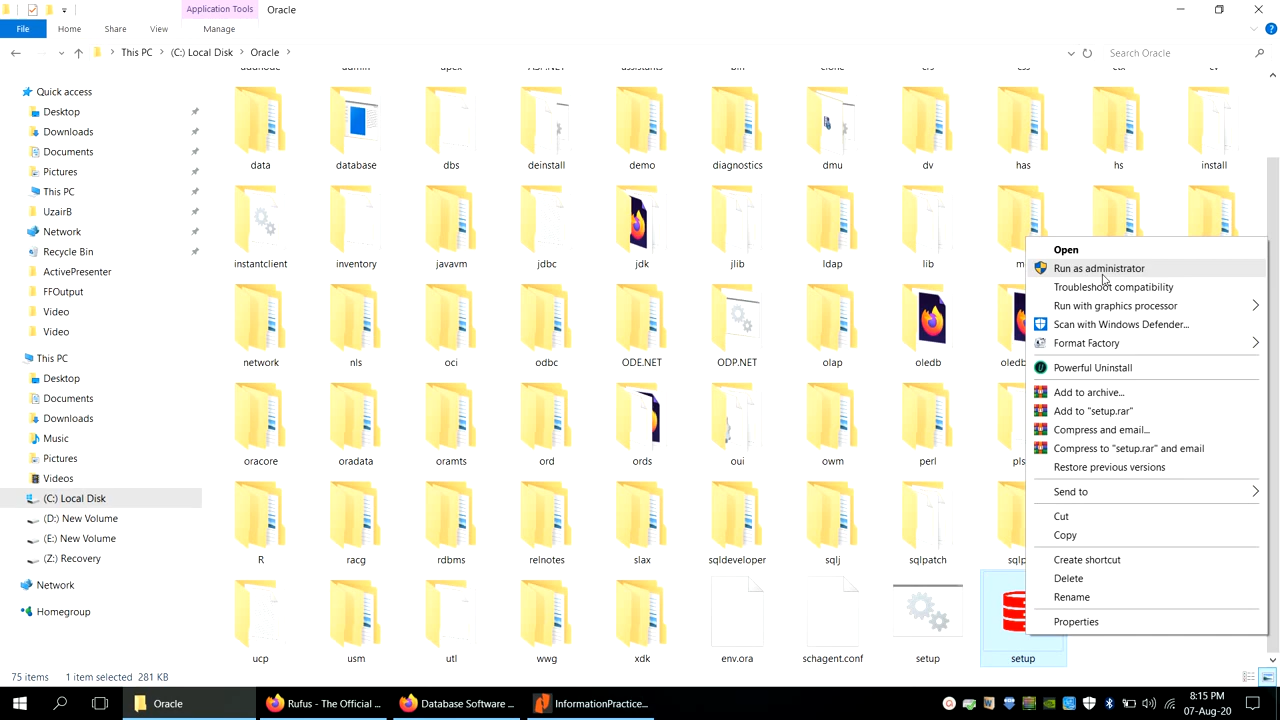 Application Tools
Oracle
File
Home
Share
View
Manage
This PC
(C:) Local Disk
Oracle
Search Oracle
Quick access
Desktop
Downloads
Documents
Pictures
This PC
UzairB
Network
Recycle Bin
ActivePresenter
FFOutput
Video
Video
This PC
Desktop
Documents
Downloads
Music
Pictures
Videos
(C:) Local Disk
(D:) New Volume
(E:) New Volume
(Z:) Recovery
Network
Homegroup
data
database
dbs
deinstall
demo
diagnostics
dmu
dv
has
hs
install
instantclient
inventory
javavm
jdbc
jdk
jlib
ldap
lib
network
nls
oci
odbc
ODE.NET
ODP.NET
olap
oledb
oracore
oradata
oramts
ord
ords
oui
owm
perl
R
racg
rdbms
relnotes
slax
sqldeveloper
sqlj
sqlpatch
ucp
usm
utl
wwg
xdk
env.ora
schagent.conf
setup
setup
Open
Run as administrator
Troubleshoot compatibility
Run with graphics processor
Scan with Windows Defender...
Format Factory
Powerful Uninstall
Add to archive...
Add to "setup.rar"
Compress and email...
Compress to "setup.rar" and email
Restore previous versions
Send to
Cut
Copy
Create shortcut
Delete
Rename
Properties
75 items
1 item selected 281 KB
Oracle
Rufus - The Official ...
Database Software ...
InformationPractice...
8:15 PM
07-Aug-20